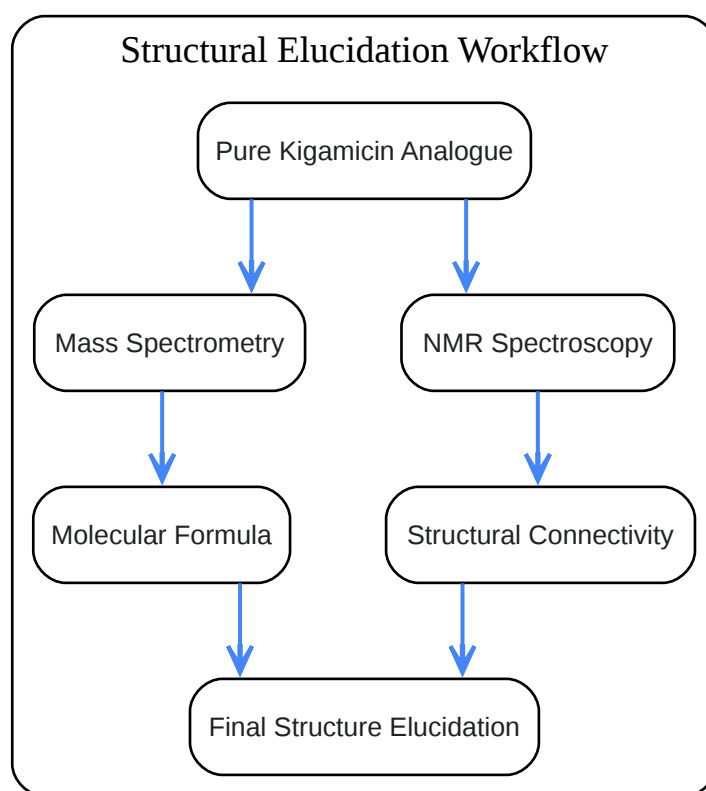 Structural Elucidation Workflow
Pure Kigamicin Analogue
Mass Spectrometry
NMR Spectroscopy
Molecular Formula
Structural Connectivity
Final Structure Elucidation